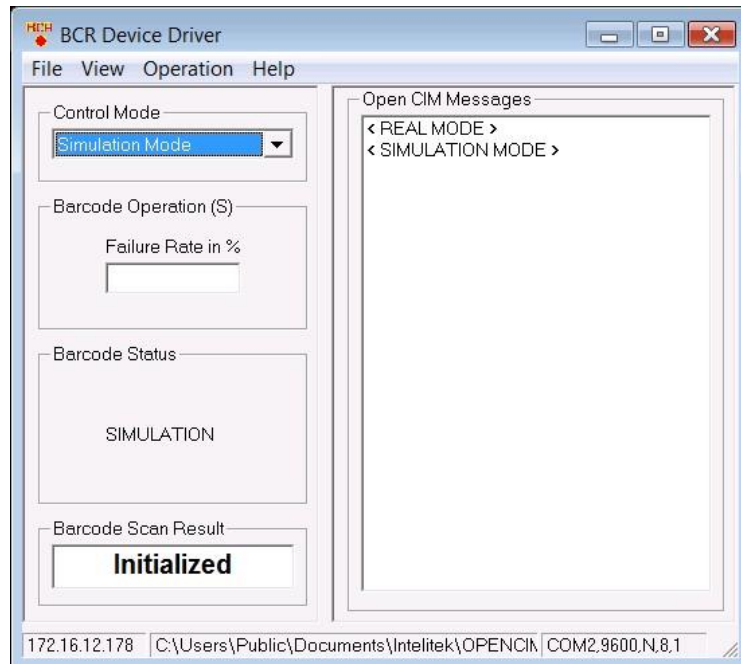 BCR BCR Device Driver
File View Operation Help
Control Mode
Simulation Mode
Barcode Operation (S)
Failure Rate in %
Barcode Status
SIMULATION
Barcode Scan Result
Initialized
Open CIM Messages
< REAL MODE >
< SIMULATION MODE >
172.16.12.178 C:\Users\Public\Documents\Intelitek\OPENCIM COM2,9600,N,8,1